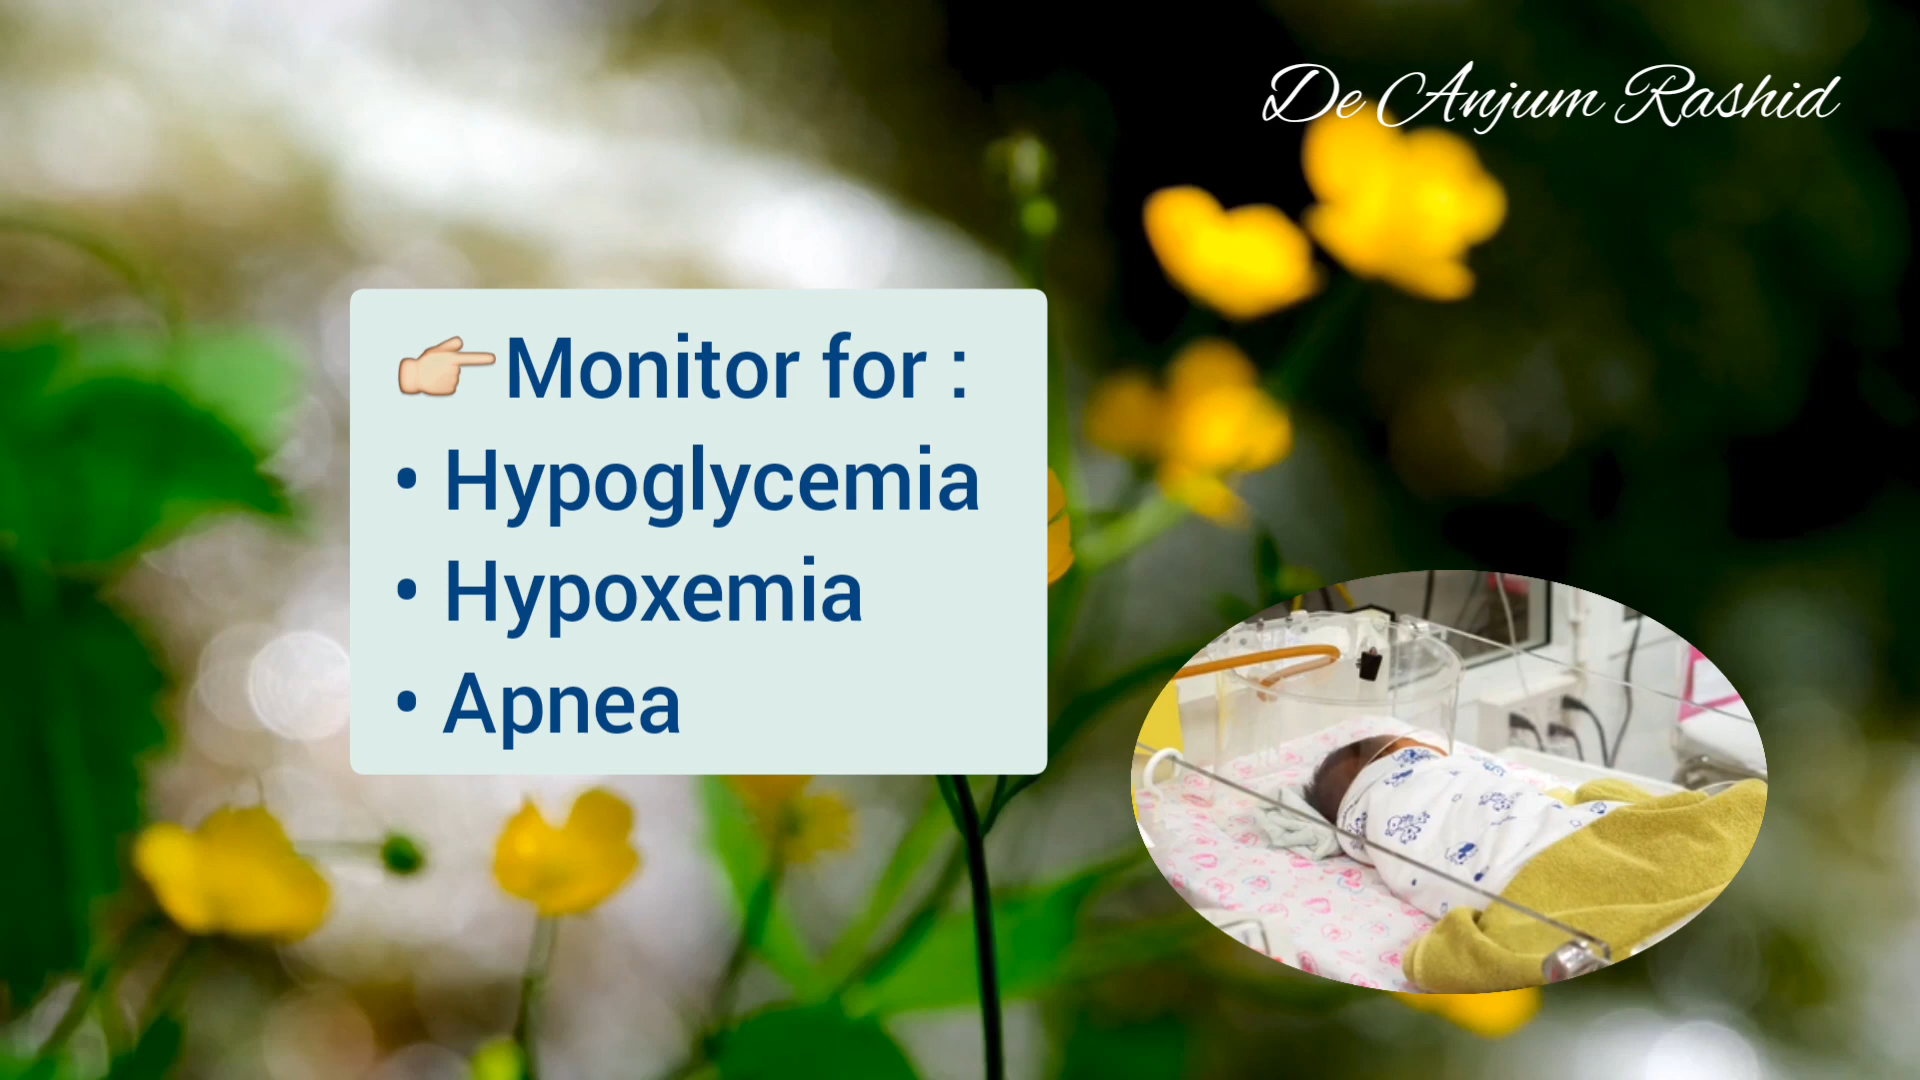 De Anjum Rashid
👉🏼Monitor for :
• Hypoglycemia
• Hypoxemia
• Apnea